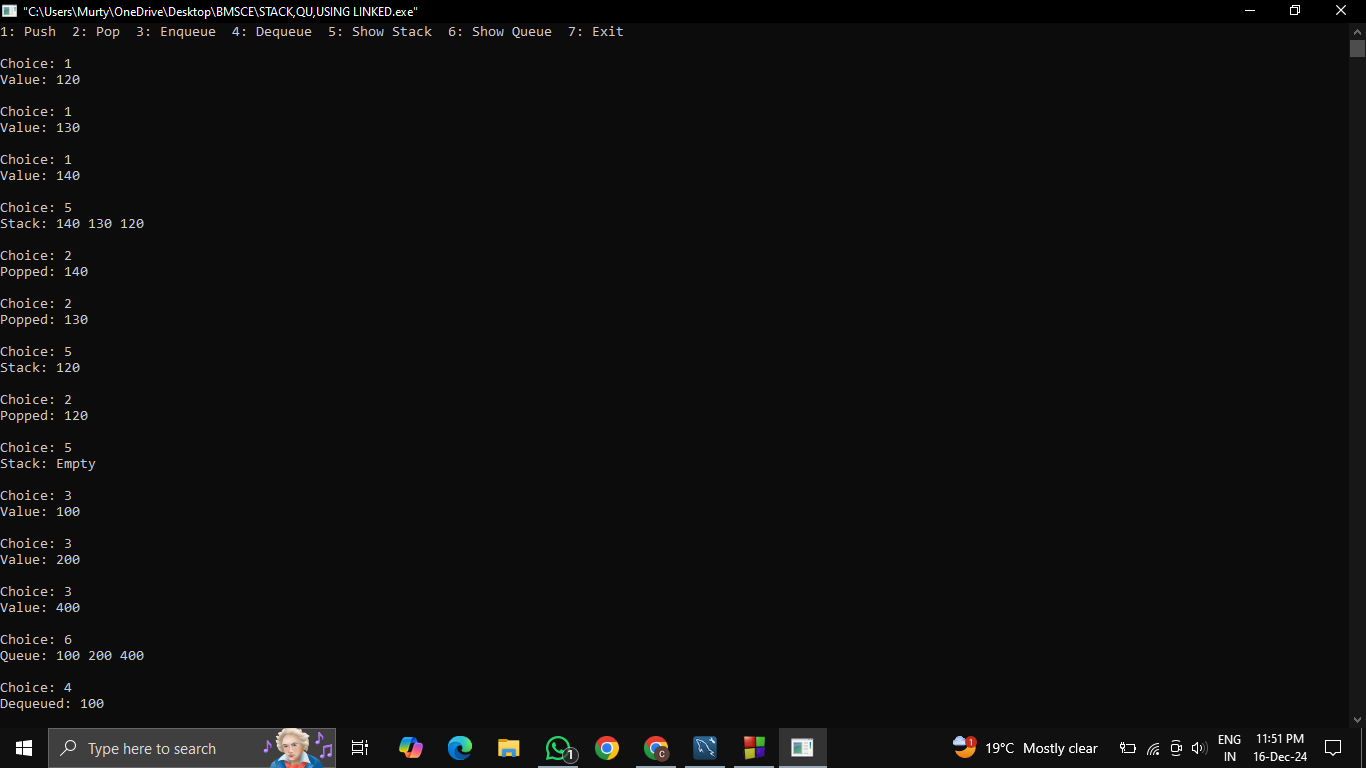 "C:\Users\Murty\OneDrive\Desktop\BMSCE\STACK,QU,USING LINKED.exe"
1: Push  2: Pop  3: Enqueue  4: Dequeue  5: Show Stack  6: Show Queue  7: Exit
Choice: 1
Value: 120
Choice: 1
Value: 130
Choice: 1
Value: 140
Choice: 5
Stack: 140 130 120
Choice: 2
Popped: 140
Choice: 2
Popped: 130
Choice: 5
Stack: 120
Choice: 2
Popped: 120
Choice: 5
Stack: Empty
Choice: 3
Value: 100
Choice: 3
Value: 200
Choice: 3
Value: 400
Choice: 6
Queue: 100 200 400
Choice: 4
Dequeued: 100
Type here to search
1
C
1
19°C Mostly clear
ENG
IN
11:51 PM
16-Dec-24